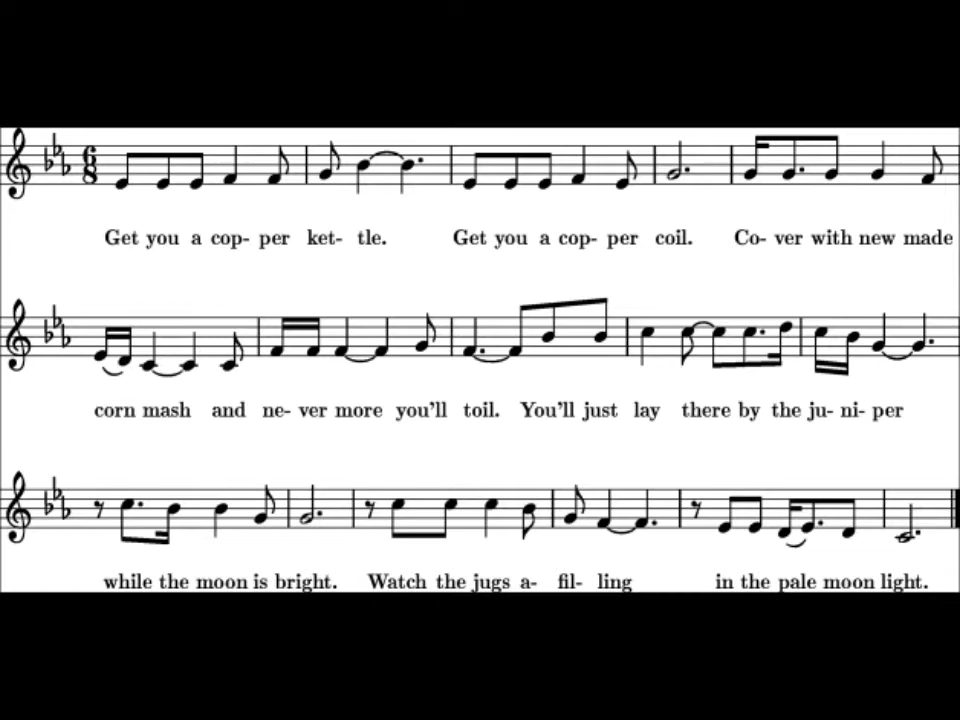 6
8
Get you a cop- per ket- tle. Get you a cop- per coil. Co- ver with new made
corn mash and ne- ver more you'll toil. You'll just lay there by the ju- ni- per
while the moon is bright. Watch the jugs a- fil- ling in the pale moon light.